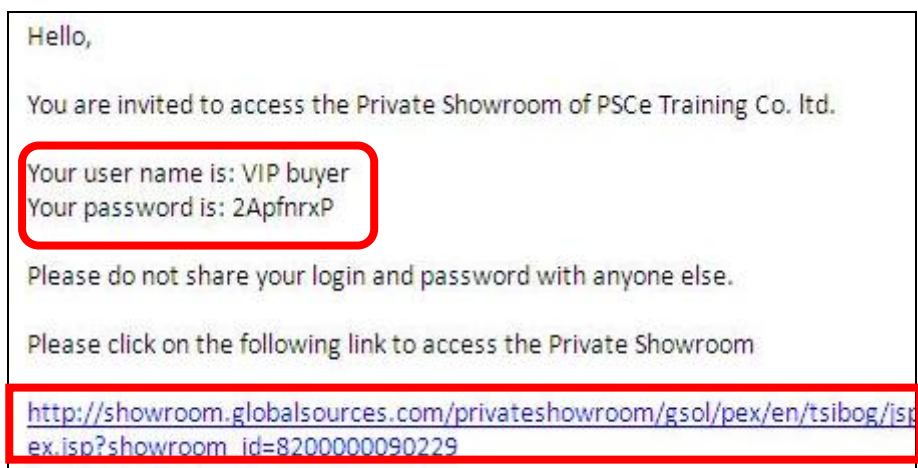 Hello,
You are invited to access the Private Showroom of PSCe Training Co. ltd.
Your user name is: VIP buyer
Your password is: 2ApfnrxP
Please do not share your login and password with anyone else.
Please click on the following link to access the Private Showroom
http://showroom.globalsources.com/privateshowroom/gsol/pex/en/tsibog/jsp
ex.jsp?showroom_id=8200000090229